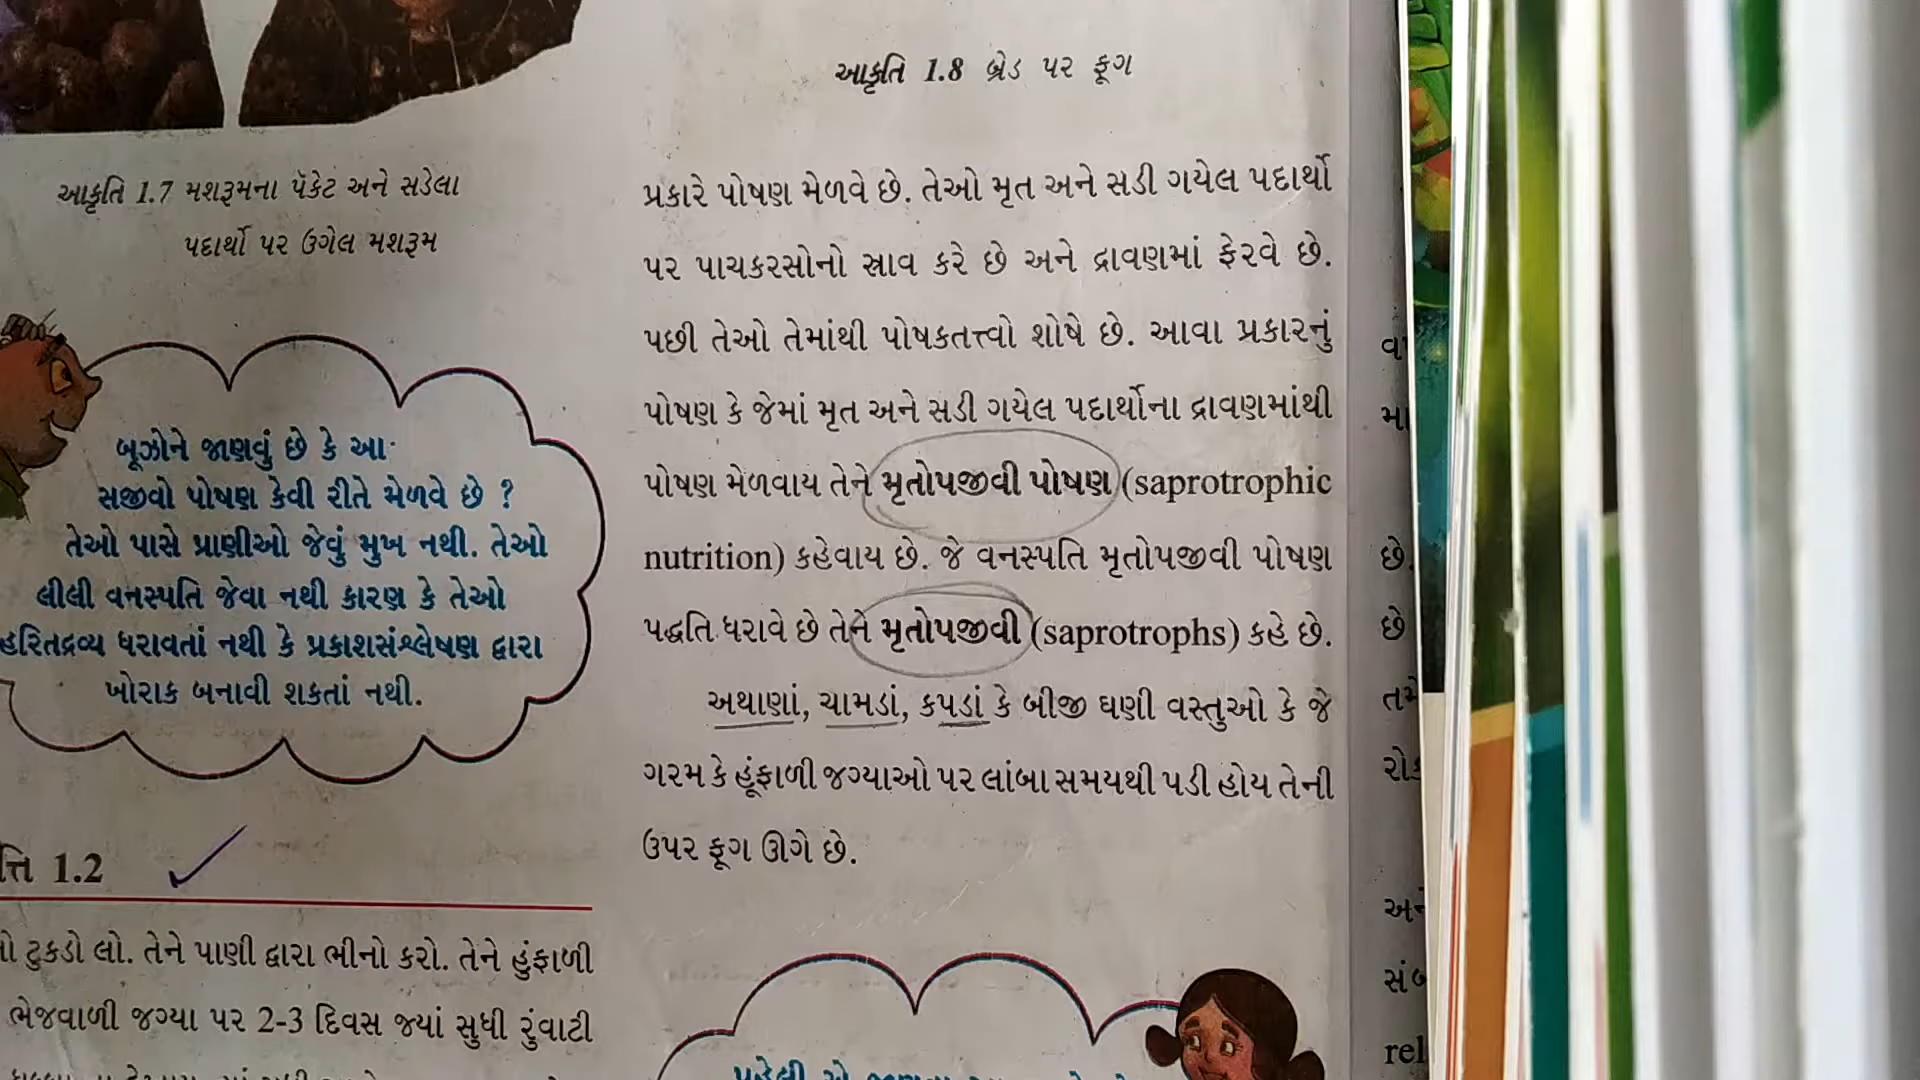 આકૃતિ 1.7 મશરૂમના પૅકેટ અને સડેલા
પદાર્થો પર ઉગેલ મશરૂમ
બૂઝોને જાણવું છે કે આ
સજીવો પોષણ કેવી રીતે મેળવે છે ?
તેઓ પાસે પ્રાણીઓ જેવું મુખ નથી. તેઓ
લીલી વનસ્પતિ જેવા નથી કારણ કે તેઓ
હરિતદ્રવ્ય ધરાવતાં નથી કે પ્રકાશસંશ્લેષણ દ્વારા
ખોરાક બનાવી શકતાં નથી.
1.2
ટુકડો લો. તેને પાણી દ્વારા ભીનો કરો. તેને હુંફાળી
ભેજવાળી જગ્યા પર 2-3 દિવસ જ્યાં સુધી રુંવાટી
આકૃતિ 1.8 બ્રેડ પર ફૂગ
પ્રકારે પોષણ મેળવે છે. તેઓ મૃત અને સડી ગયેલ પદાર્થો
પર પાચકરસોનો સ્રાવ કરે છે અને દ્રાવણમાં ફેરવે છે.
પછી તેઓ તેમાંથી પોષકતત્ત્વો શોષે છે. આવા પ્રકારનું
પોષણ કે જેમાં મૃત અને સડી ગયેલ પદાર્થોના દ્રાવણમાંથી
પોષણ મેળવાય તેને મૃતોપજીવી પોષણ (saprotrophic
nutrition) કહેવાય છે. જે વનસ્પતિ મૃતોપજીવી પોષણ
પદ્ધતિ ધરાવે છે તેને મૃતોપજીવી (saprotrophs) કહે છે.
અથાણાં, ચામડાં, કપડાં કે બીજી ઘણી વસ્તુઓ કે જે
ગરમ કે હૂંફાળી જગ્યાઓ પર લાંબા સમયથી પડી હોય તેની
ઉપર ફૂગ ઊગે છે.
છે.
છે